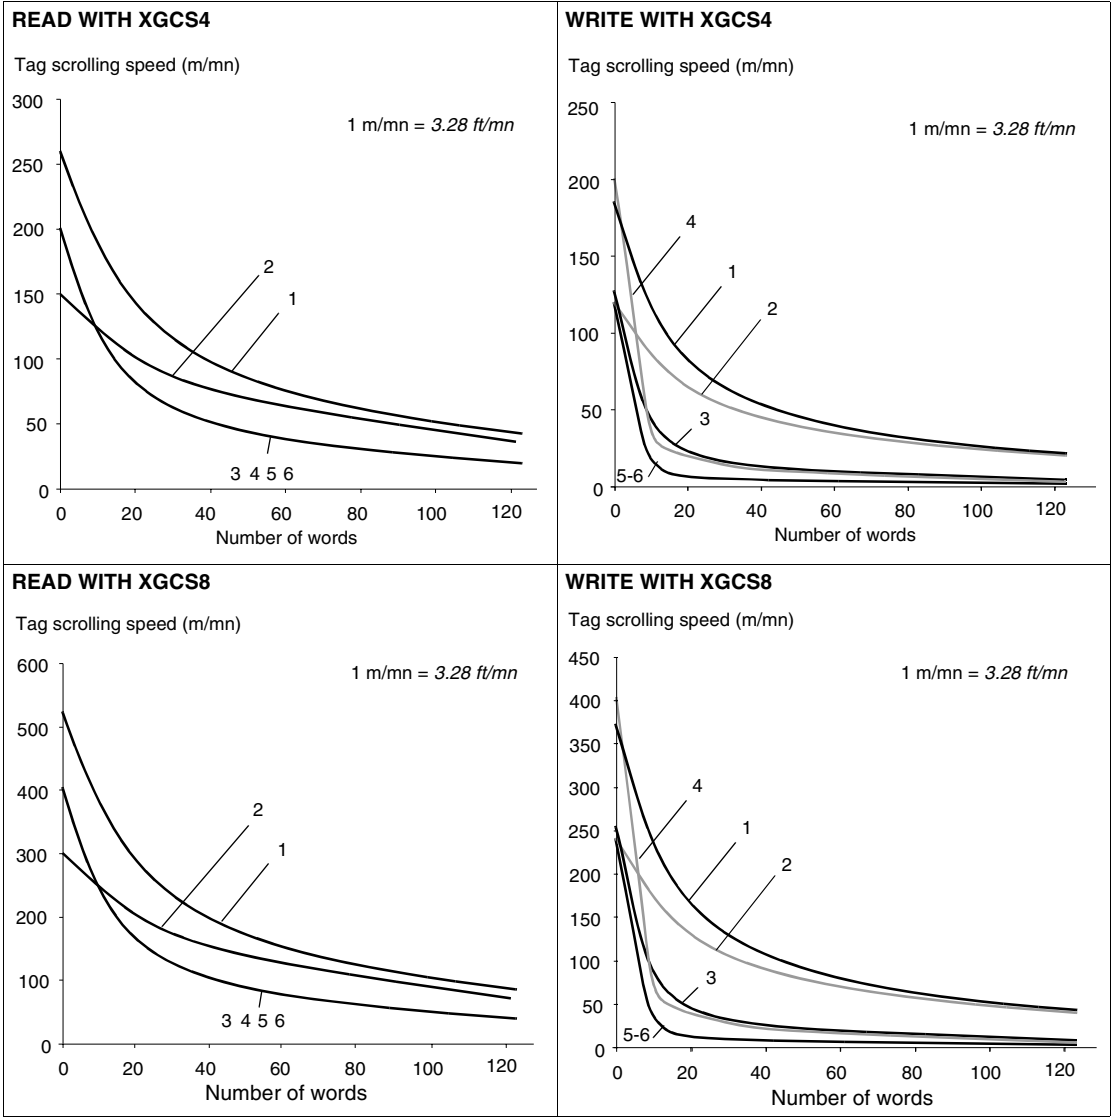 READ WITH XGCS4
Tag scrolling speed (m/mn)
1 m/mn = 3.28 ft/mn
300
250
200
150
100
50
0
2
1
3 4 5 6
0 20 40 60 80 100 120
Number of words
WRITE WITH XGCS4
Tag scrolling speed (m/mn)
1 m/mn = 3.28 ft/mn
250
200
150
100
50
0
4
1
2
3
5-6
0 20 40 60 80 100 120
Number of words
READ WITH XGCS8
Tag scrolling speed (m/mn)
1 m/mn = 3.28 ft/mn
600
500
400
300
200
100
0
2
1
3 4 5 6
0 20 40 60 80 100 120
Number of words
WRITE WITH XGCS8
Tag scrolling speed (m/mn)
1 m/mn = 3.28 ft/mn
450
400
350
300
250
200
150
100
50
0
4
1
2
3
5-6
0 20 40 60 80 100 120
Number of words